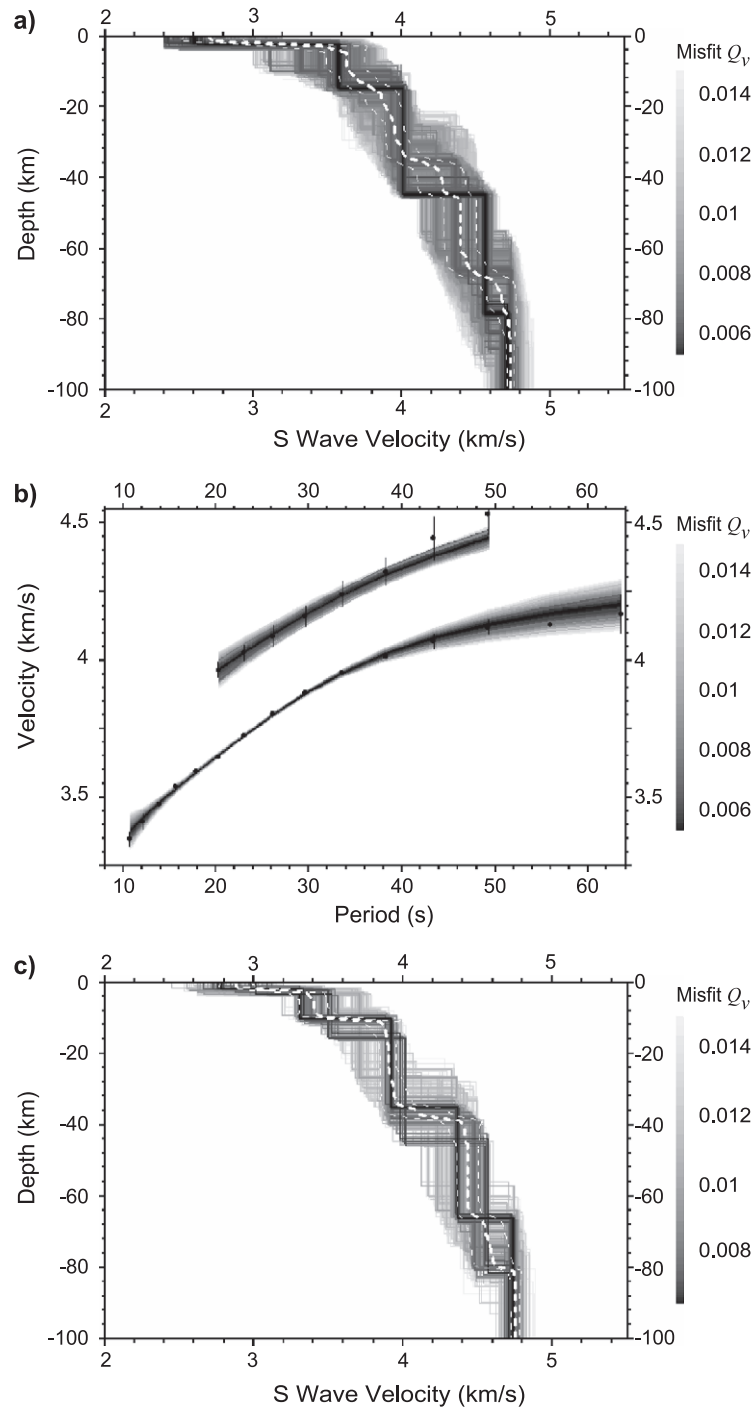 a)
2 3 4 5
0 0
-20 -20
-40 -40
-60 -60
-80 -80
-100 -100
Depth (km)
2 3 4 5
S Wave Velocity (km/s)
Misfit Qv
0.014
0.012
0.01
0.008
0.006
b)
10 20 30 40 50 60
4.5 4.5
4 4
3.5 3.5
Velocity (km/s)
10 20 30 40 50 60
Period (s)
Misfit Qv
0.014
0.012
0.01
0.008
0.006
c)
2 3 4 5
0 0
-20 -20
-40 -40
-60 -60
-80 -80
-100 -100
Depth (km)
2 3 4 5
S Wave Velocity (km/s)
Misfit Qv
0.014
0.012
0.01
0.008